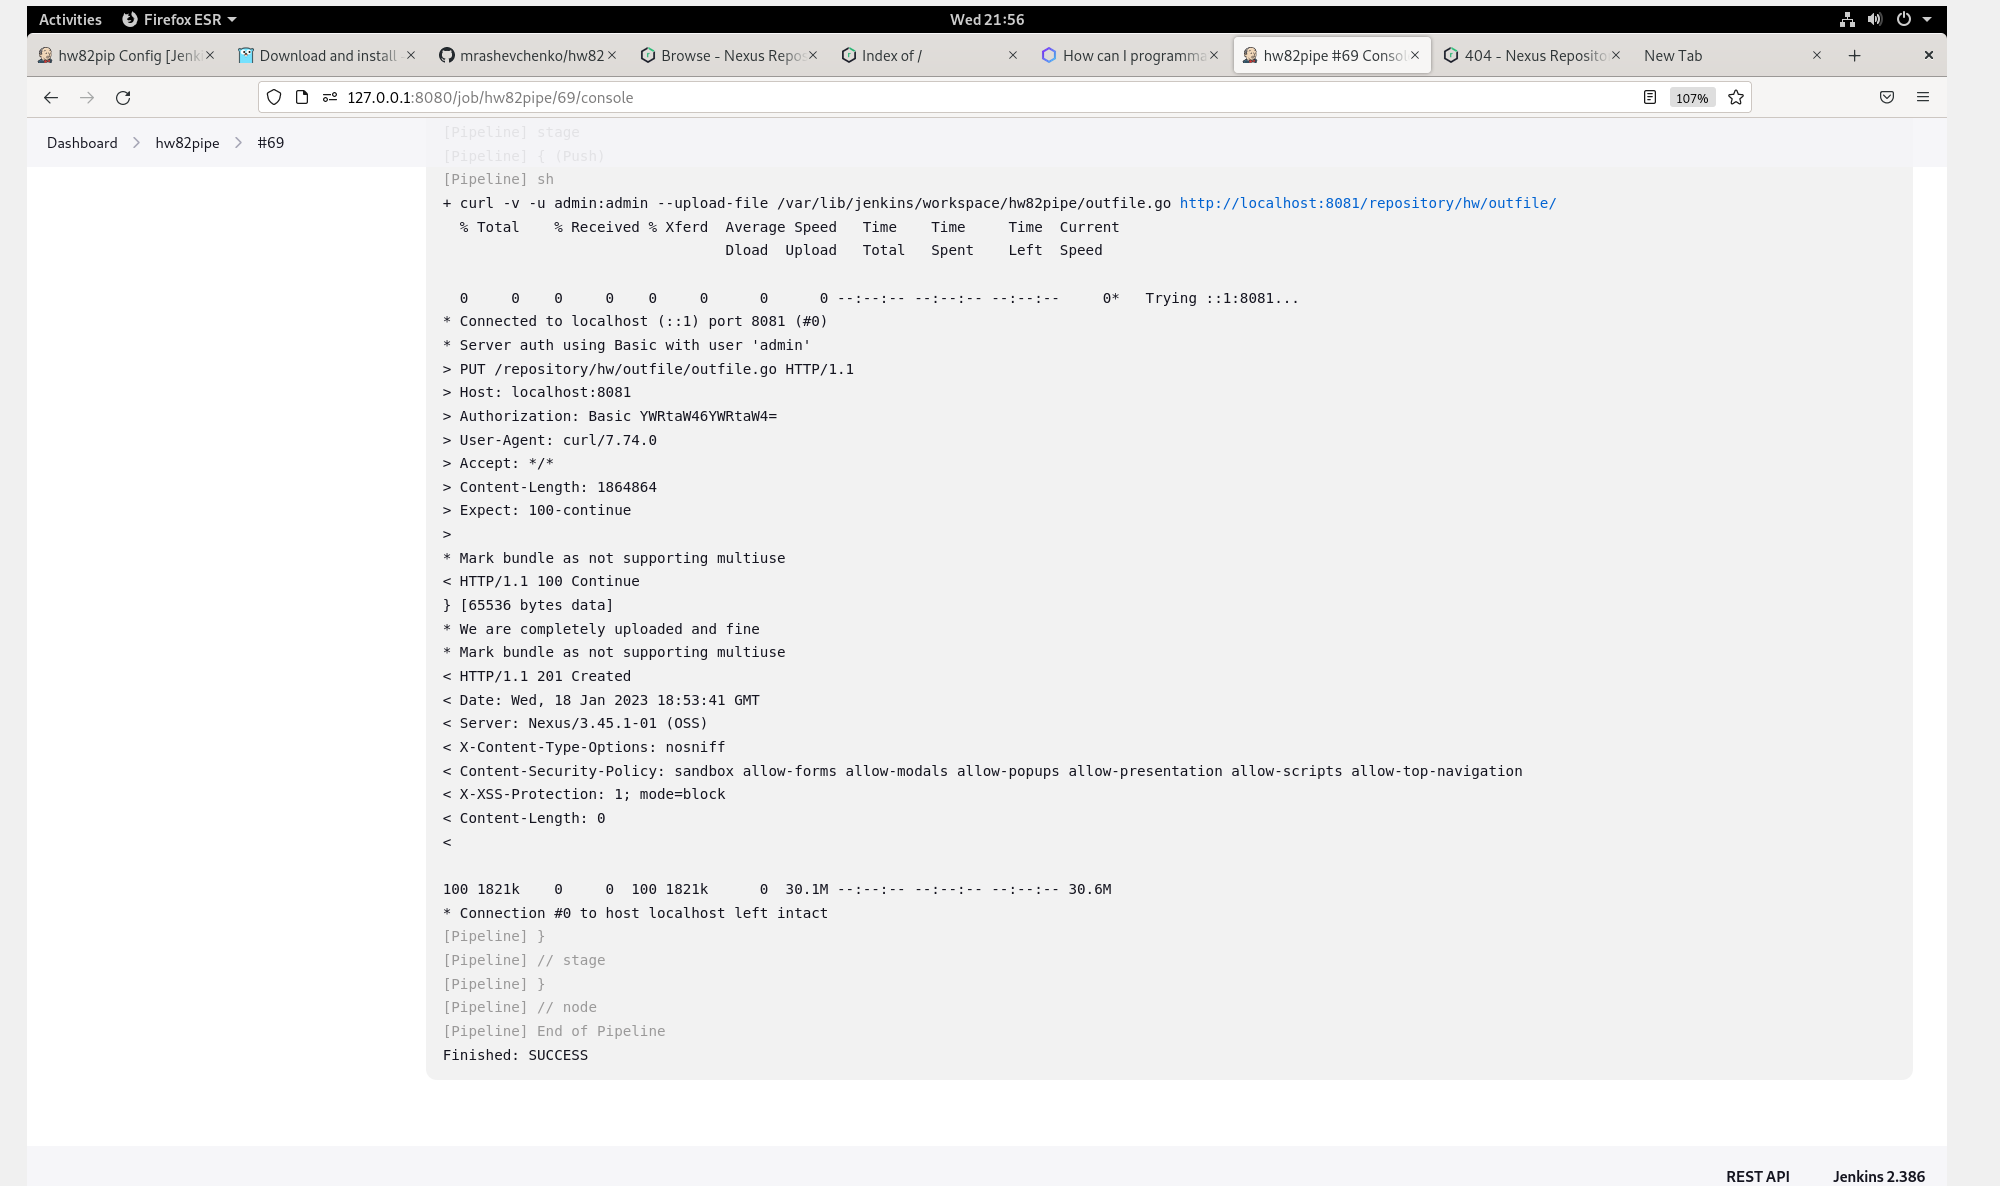 Activities Firefox ESR Wed 21:56
hw82pip Config [Jenk Download and install - mrashevchenko/hw82 Browse - Nexus Repos Index of / How can I programma hw82pipe #69 Conso 404 - Nexus Reposito New Tab
127.0.0.1:8080/job/hw82pipe/69/console 107%
[Pipeline] stage
Dashboard hw82pipe #69
[Pipeline] { (Push)
[Pipeline] sh
+ curl -v -u admin:admin --upload-file /var/lib/jenkins/workspace/hw82pipe/outfile.go http://localhost:8081/repository/hw/outfile/
% Total % Received % Xferd Average Speed Time Time Time Current
Dload Upload Total Spent Left Speed
0 0 0 0 0 0 0 0 --:--:-- --:--:-- --:--:-- 0* Trying ::1:8081...
* Connected to localhost (::1) port 8081 (#0)
* Server auth using Basic with user 'admin'
> PUT /repository/hw/outfile/outfile.go HTTP/1.1
> Host: localhost:8081
> Authorization: Basic YWRtaW46YWRtaW4=
> User-Agent: curl/7.74.0
> Accept: */*
> Content-Length: 1864864
> Expect: 100-continue
>
* Mark bundle as not supporting multiuse
< HTTP/1.1 100 Continue
} [65536 bytes data]
* We are completely uploaded and fine
* Mark bundle as not supporting multiuse
< HTTP/1.1 201 Created
< Date: Wed, 18 Jan 2023 18:53:41 GMT
< Server: Nexus/3.45.1-01 (OSS)
< X-Content-Type-Options: nosniff
< Content-Security-Policy: sandbox allow-forms allow-modals allow-popups allow-presentation allow-scripts allow-top-navigation
< X-XSS-Protection: 1; mode=block
< Content-Length: 0
<
100 1821k 0 0 100 1821k 0 30.1M --:--:-- --:--:-- --:--:-- 30.6M
* Connection #0 to host localhost left intact
[Pipeline] }
[Pipeline] // stage
[Pipeline] }
[Pipeline] // node
[Pipeline] End of Pipeline
Finished: SUCCESS
REST API Jenkins 2.386